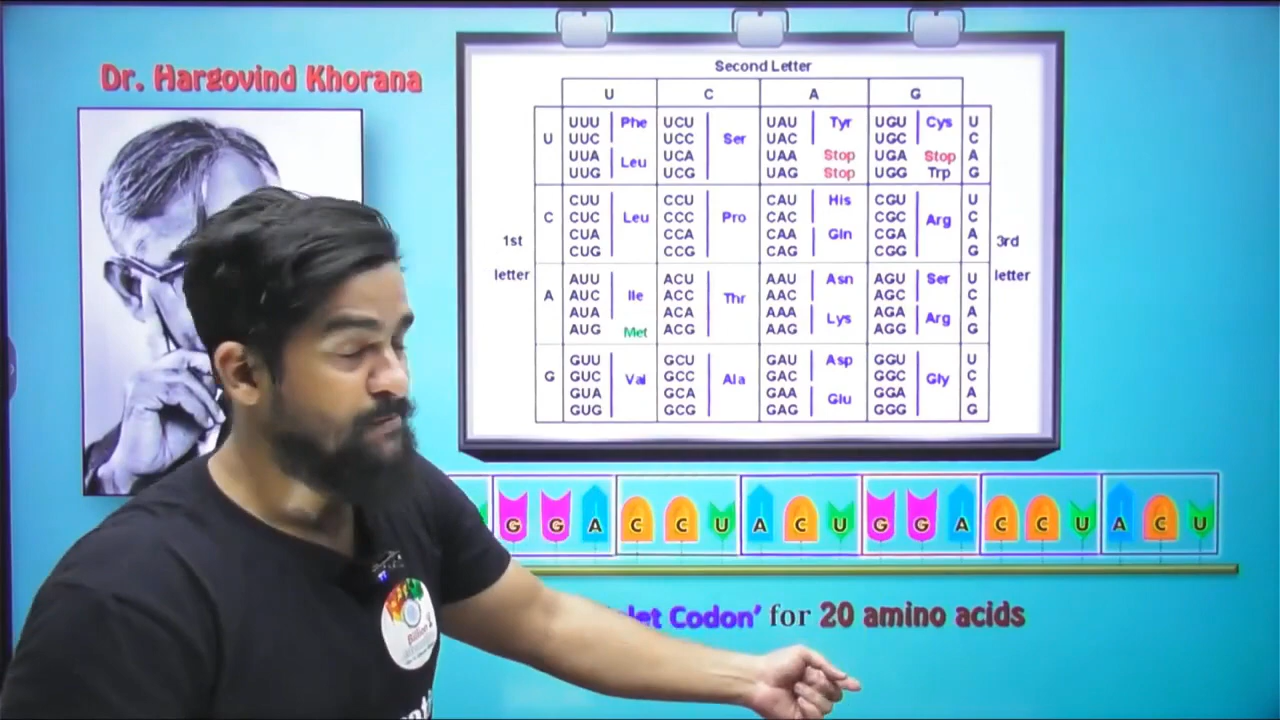 Dr. Hargovind Khorana
Second Letter
U C A G
U UUU Phe UCU Ser UAU Tyr UGU Cys U
UUC UCC UAC UGC C
UUA Leu UCA UAA Stop UGA Stop A
UUG UCG UAG Stop UGG Trp G
C CUU Leu CCU Pro CAU His CGU Arg U
CUC CCC CAC CGC C
CUA CCA CAA Gln CGA A
CUG CCG CAG CGG G
1st letter
3rd letter
A AUU Ile ACU Thr AAU Asn AGU Ser U
AUC ACC AAC AGC C
AUA ACA AAA Lys AGA Arg A
AUG Met ACG AAG AGG G
G GUU Val GCU Ala GAU Asp GGU Gly U
GUC GCC GAC GGC C
GUA GCA GAA Glu GGA A
GUG GCG GAG GGG G
G G A C C U A C U G G A C C U A C U
Codon’ for 20 amino acids